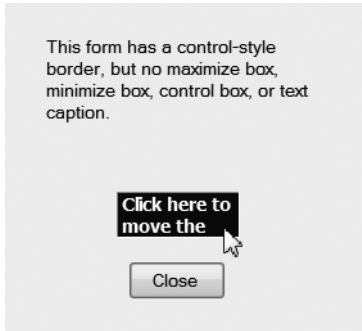 This form has a control-style
border, but no maximize box,
minimize box, control box, or text
caption.
Click here to
move the
Close